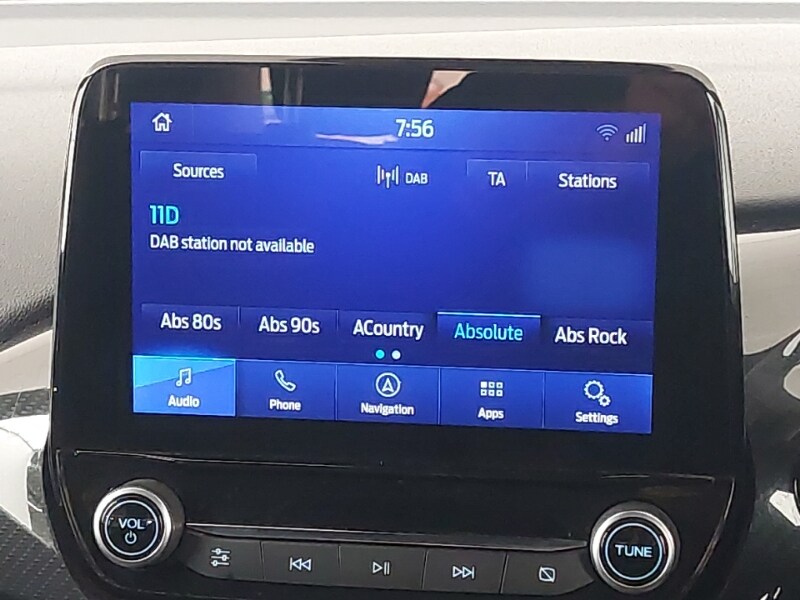 7:56
Sources
DAB
TA
Stations
11D
DAB station not available
Abs 80s
Abs 90s
ACountry
Absolute
Abs Rock
Audio
Phone
Navigation
Apps
Settings
VOL
TUNE